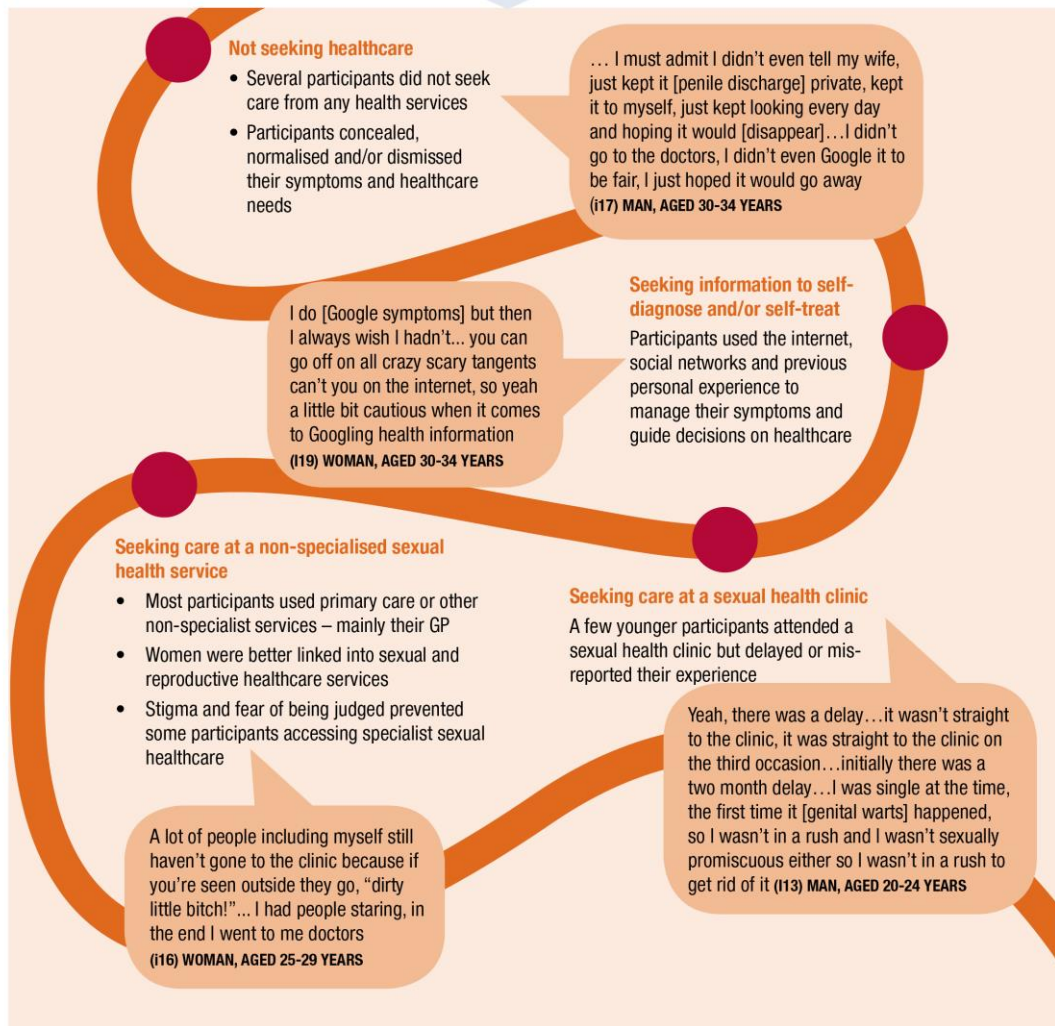 Not seeking healthcare
• Several participants did not seek
care from any health services
• Participants concealed,
normalised and/or dismissed
their symptoms and healthcare
needs
… I must admit I didn’t even tell my wife,
just kept it [penile discharge] private, kept
it to myself, just kept looking every day
and hoping it would [disappear]…I didn’t
go to the doctors, I didn’t even Google it to
be fair, I just hoped it would go away
(i17) MAN, AGED 30-34 YEARS
Seeking information to self-
diagnose and/or self-treat
Participants used the internet,
social networks and previous
personal experience to
manage their symptoms and
guide decisions on healthcare
I do [Google symptoms] but then
I always wish I hadn’t... you can
go off on all crazy scary tangents
can’t you on the internet, so yeah
a little bit cautious when it comes
to Googling health information
(I19) WOMAN, AGED 30-34 YEARS
Seeking care at a non-specialised sexual
health service
• Most participants used primary care or other
non-specialist services – mainly their GP
• Women were better linked into sexual and
reproductive healthcare services
• Stigma and fear of being judged prevented
some participants accessing specialist sexual
healthcare
A lot of people including myself still
haven’t gone to the clinic because if
you’re seen outside they go, “dirty
little bitch!”... I had people staring, in
the end I went to me doctors
(i16) WOMAN, AGED 25-29 YEARS
Seeking care at a sexual health clinic
A few younger participants attended a
sexual health clinic but delayed or mis-
reported their experience
Yeah, there was a delay…it wasn’t straight
to the clinic, it was straight to the clinic on
the third occasion…initially there was a
two month delay…I was single at the time,
the first time it [genital warts] happened,
so I wasn’t in a rush and I wasn’t sexually
promiscuous either so I wasn’t in a rush to
get rid of it (I13) MAN, AGED 20-24 YEARS